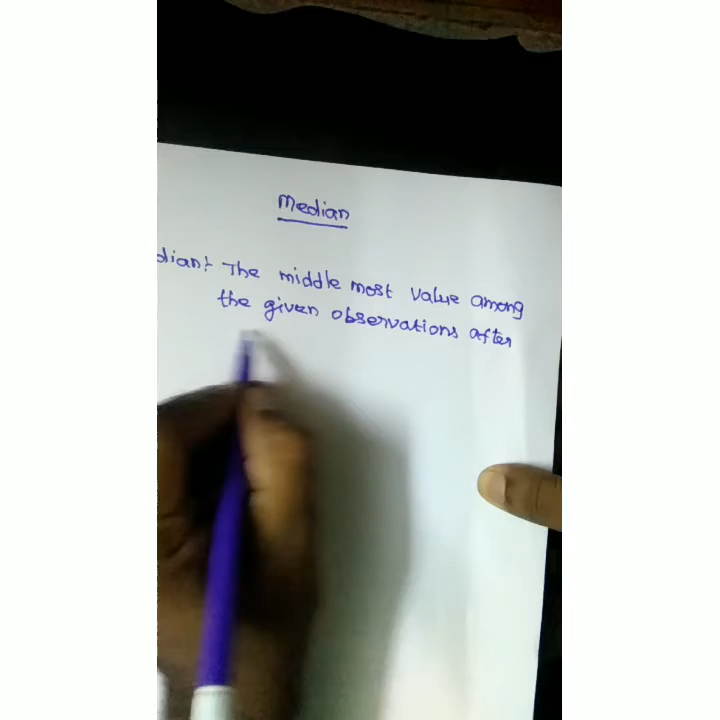 Median
dian: The middle most value among
the given observations after